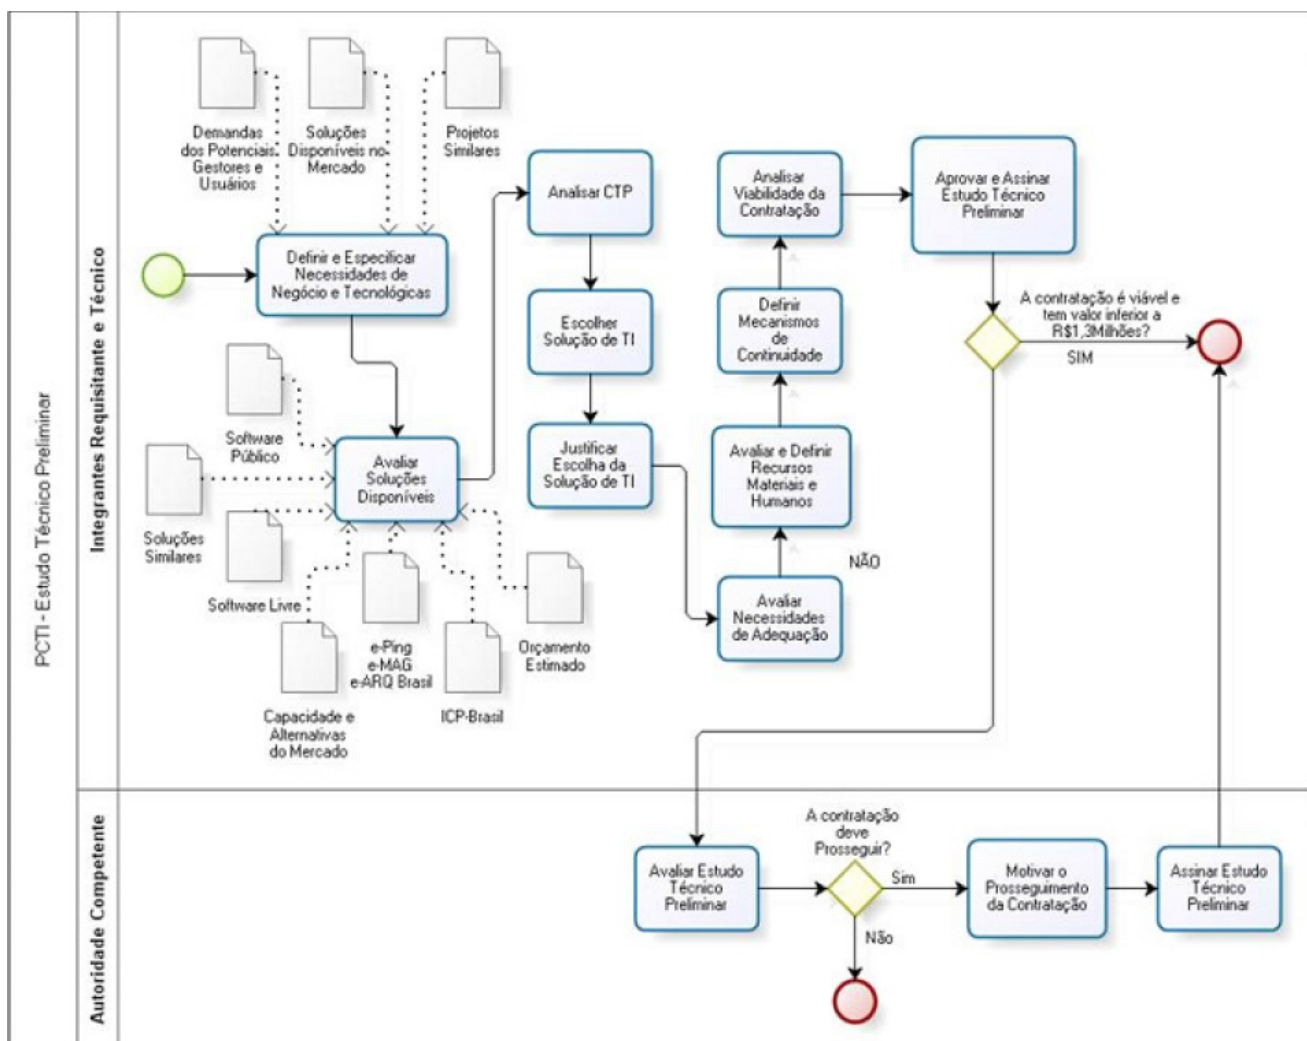 PCTI - Estudo Técnico Preliminar
Integrantes Requisitante e Técnico
Demandas
dos Potenciais
Gestores e
Usuários
Soluções
Disponíveis no
Mercado
Projetos
Similares
Definir e Especificar
Necessidades de
Negócio e Tecnológicas
Software
Público
Soluções
Similares
Software Livre
Capacidade e
Alternativas
do Mercado
e-Ping
e-MAG
e-ARQ Brasil
ICP-Brasil
Orçamento
Estimado
Avaliar
Soluções
Disponíveis
Analisar CTP
Escolher
Solução de TI
Justificar
Escolha da
Solução de TI
Avaliar
Necessidades
de Adequação
NÃO
Avaliar e Definir
Recursos
Materiais e
Humanos
Definir
Mecanismos
de
Continuidade
Analisar
Viabilidade da
Contratação
Aprovar e Assinar
Estudo Técnico
Preliminar
A contratação é viável e
tem valor inferior a
R$1,3Milhões?
SIM
Autoridade Competente
Avaliar Estudo
Técnico
Preliminar
A contratação
deve
Prosseguir?
Sim
Não
Motivar o
Prosseguimento
da Contratação
Assinar Estudo
Técnico
Preliminar